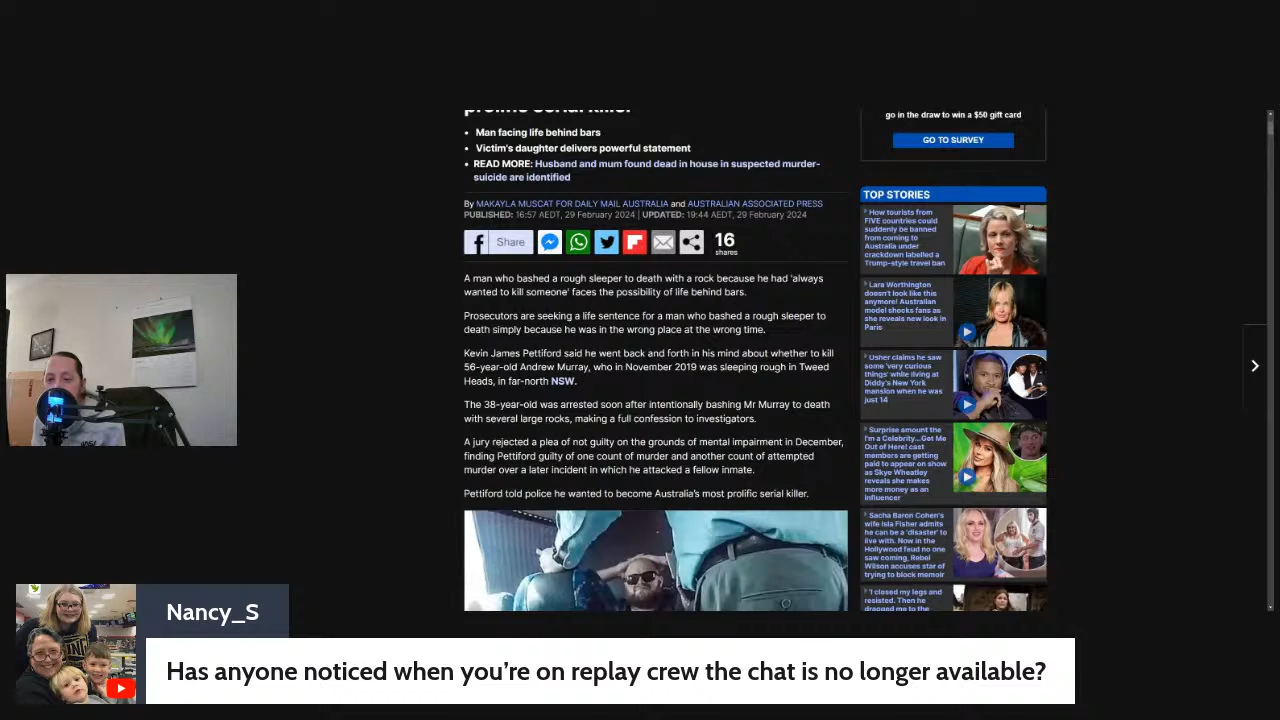 prolific serial killer
Man facing life behind bars
Victim's daughter delivers powerful statement
READ MORE: Husband and mum found dead in house in suspected murder-
suicide are identified
By MAKAYLA MUSCAT FOR DAILY MAIL AUSTRALIA and AUSTRALIAN ASSOCIATED PRESS
PUBLISHED: 16:57 AEDT, 29 February 2024 | UPDATED: 19:44 AEDT, 29 February 2024
Share
16
shares
A man who bashed a rough sleeper to death with a rock because he had 'always
wanted to kill someone' faces the possibility of life behind bars.
Prosecutors are seeking a life sentence for a man who bashed a rough sleeper to
death simply because he was in the wrong place at the wrong time.
Kevin James Pettiford said he went back and forth in his mind about whether to kill
56-year-old Andrew Murray, who in November 2019 was sleeping rough in Tweed
Heads, in far-north NSW.
The 38-year-old was arrested soon after intentionally bashing Mr Murray to death
with several large rocks, making a full confession to investigators.
A jury rejected a plea of not guilty on the grounds of mental impairment in December,
finding Pettiford guilty of one count of murder and another count of attempted
murder over a later incident in which he attacked a fellow inmate.
Pettiford told police he wanted to become Australia's most prolific serial killer.
go in the draw to win a $50 gift card
GO TO SURVEY
TOP STORIES
How tourists from
FIVE countries could
suddenly be banned
from coming to
Australia under
crackdown labelled a
Trump-style travel ban
Lara Worthington
doesn't look like this
anymore! Australian
model shocks fans as
she reveals new look in
Paris
Usher claims he saw
some 'very curious
things' while living at
Diddy's New York
mansion when he was
just 14
Surprise amount the
I'm a Celebrity...Get Me
Out of Here! cast
members are getting
paid to appear on show
as Skye Wheatley
reveals she makes
more money as an
influencer
Sacha Baron Cohen's
wife Isla Fisher admits
he can be a 'disaster' to
live with. Now in the
Hollywood feud no one
saw coming, Rebel
Wilson accuses star of
trying to block memoir
'I closed my legs and
resisted. Then he
dragged me to the
Nancy_S
Has anyone noticed when you're on replay crew the chat is no longer available?